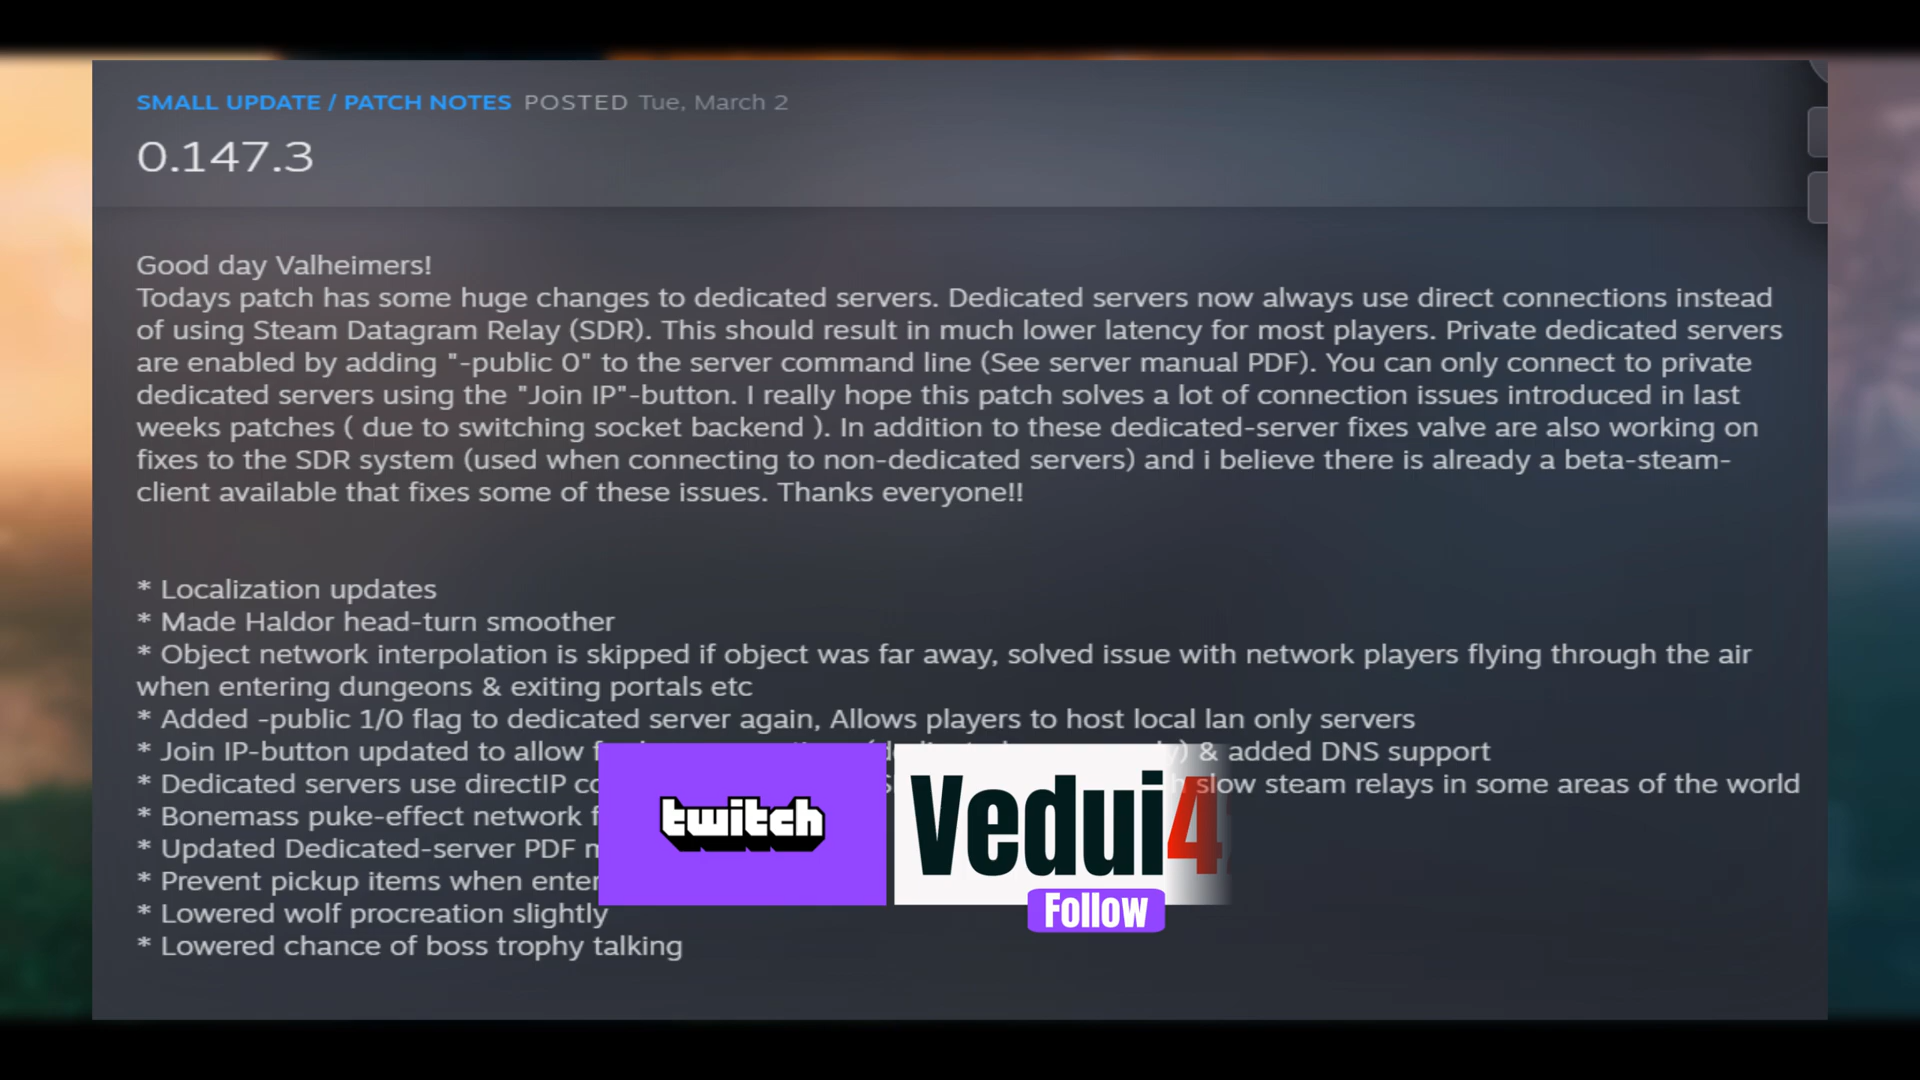 SMALL UPDATE / PATCH NOTES POSTED Tue, March 2
0.147.3
Good day Valheimers!
Todays patch has some huge changes to dedicated servers. Dedicated servers now always use direct connections instead
of using Steam Datagram Relay (SDR). This should result in much lower latency for most players. Private dedicated servers
are enabled by adding "-public 0" to the server command line (See server manual PDF). You can only connect to private
dedicated servers using the "Join IP"-button. I really hope this patch solves a lot of connection issues introduced in last
weeks patches ( due to switching socket backend ). In addition to these dedicated-server fixes valve are also working on
fixes to the SDR system (used when connecting to non-dedicated servers) and i believe there is already a beta-steam-
client available that fixes some of these issues. Thanks everyone!!
* Localization updates
* Made Haldor head-turn smoother
* Object network interpolation is skipped if object was far away, solved issue with network players flying through the air
when entering dungeons & exiting portals etc
* Added -public 1/0 flag to dedicated server again, Allows players to host local lan only servers
* Join IP-button updated to allow & added DNS support
* Dedicated servers use directIP slow steam relays in some areas of the world
* Bonemass puke-effect network
* Updated Dedicated-server PDF
* Prevent pickup items when
* Lowered wolf procreation slightly
* Lowered chance of boss trophy talking
twitch
Vedui4
Follow